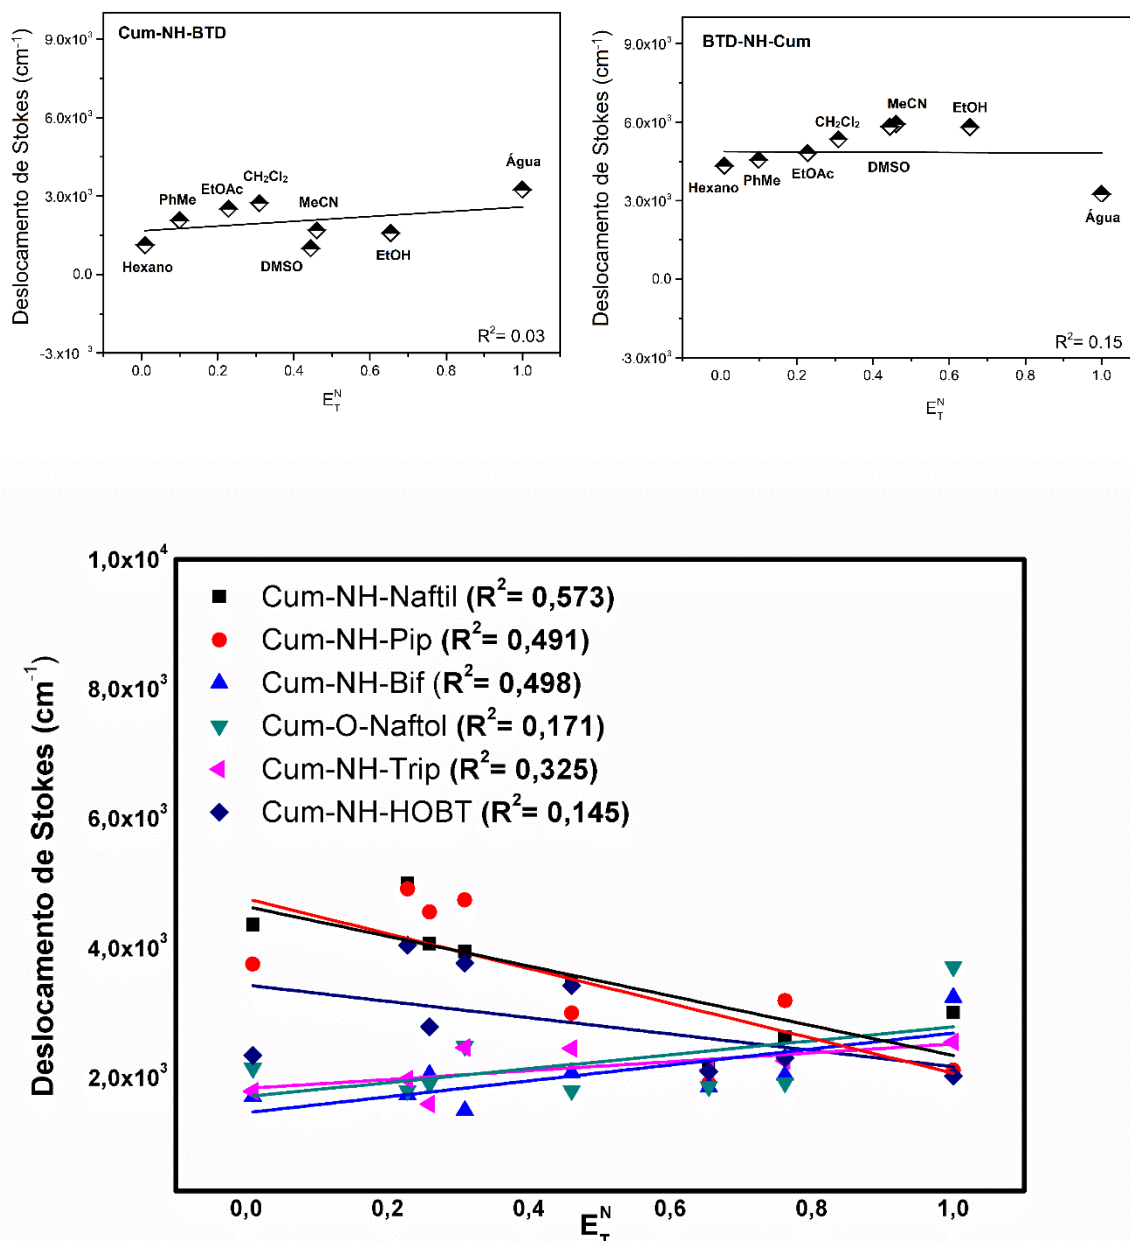 Cum-NH-BTD
Deslocamento de Stokes (cm⁻¹)
9.0x10³
6.0x10³
3.0x10³
0.0
-3.x10³
Hexano
PhMe
EtOAc
CH₂Cl₂
MeCN
DMSO
EtOH
Água
R²= 0.03
0.0 0.2 0.4 0.6 0.8 1.0
E_T^N
BTD-NH-Cum
Deslocamento de Stokes (cm⁻¹)
9.0x10³
6.0x10³
3.0x10³
0.0
-3.0x10³
Hexano
PhMe
EtOAc
CH₂Cl₂
MeCN
DMSO
EtOH
Água
R²= 0.15
0.0 0.2 0.4 0.6 0.8 1.0
E_T^N
Deslocamento de Stokes (cm⁻¹)
1,0x10⁴
8,0x10³
6,0x10³
4,0x10³
2,0x10³
Cum-NH-Naftil (R²= 0,573)
Cum-NH-Pip (R²= 0,491)
Cum-NH-Bif (R²= 0,498)
Cum-O-Naftol (R²= 0,171)
Cum-NH-Trip (R²= 0,325)
Cum-NH-HOBT (R²= 0,145)
0,0 0,2 0,4 0,6 0,8 1,0
E_T^N